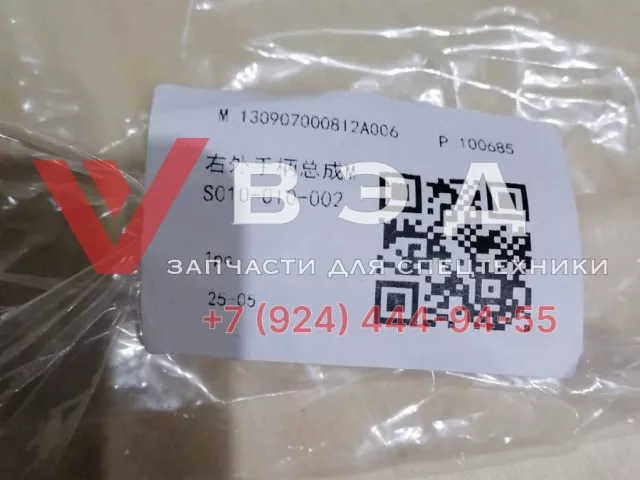 M 130907000812A006
P 100685
右外手柄总成M
S010-016-002
ВЭД
1pc
ЗАПЧАСТИ ДЛЯ СПЕЦТЕХНИКИ
25-05
+7 (924) 444-94-55